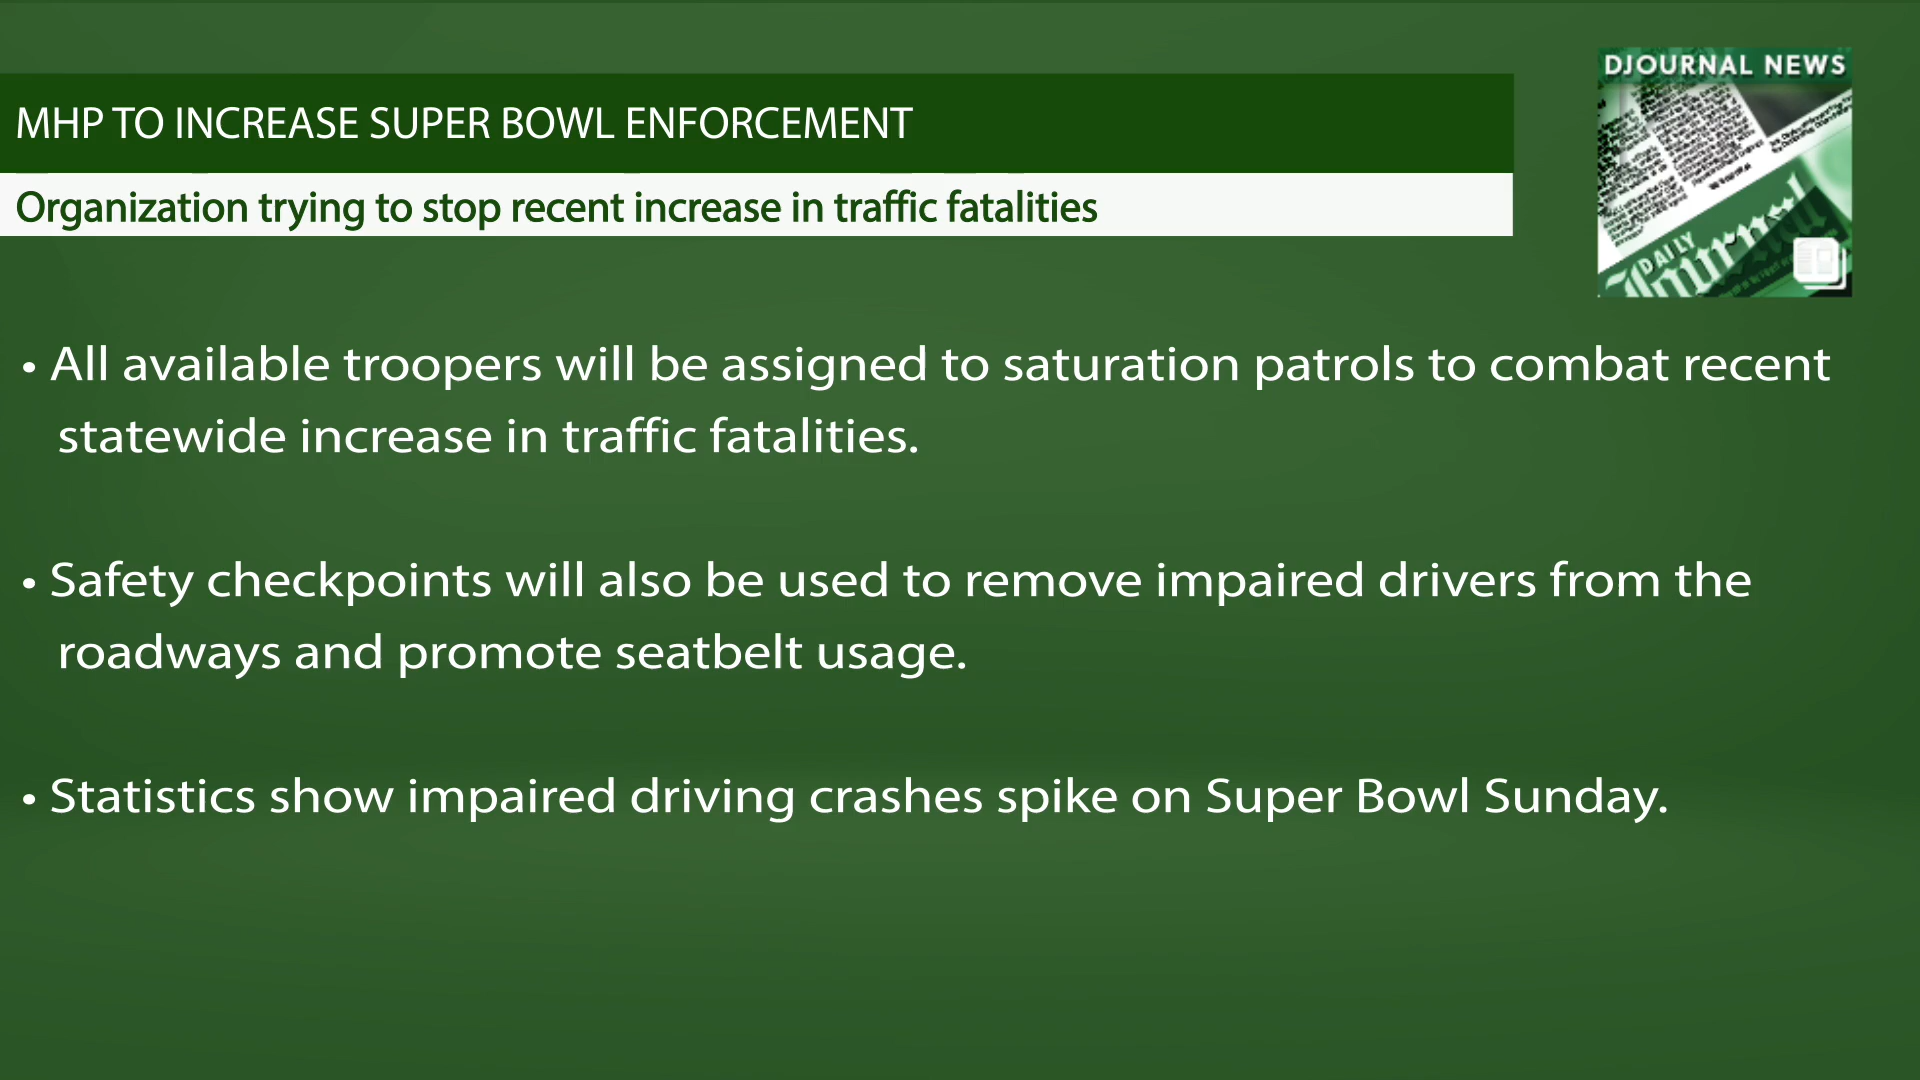 DJOURNAL NEWS
MHP TO INCREASE SUPER BOWL ENFORCEMENT
Organization trying to stop recent increase in traffic fatalities
DAILY
Journal
• All available troopers will be assigned to saturation patrols to combat recent
statewide increase in traffic fatalities.
• Safety checkpoints will also be used to remove impaired drivers from the
roadways and promote seatbelt usage.
• Statistics show impaired driving crashes spike on Super Bowl Sunday.